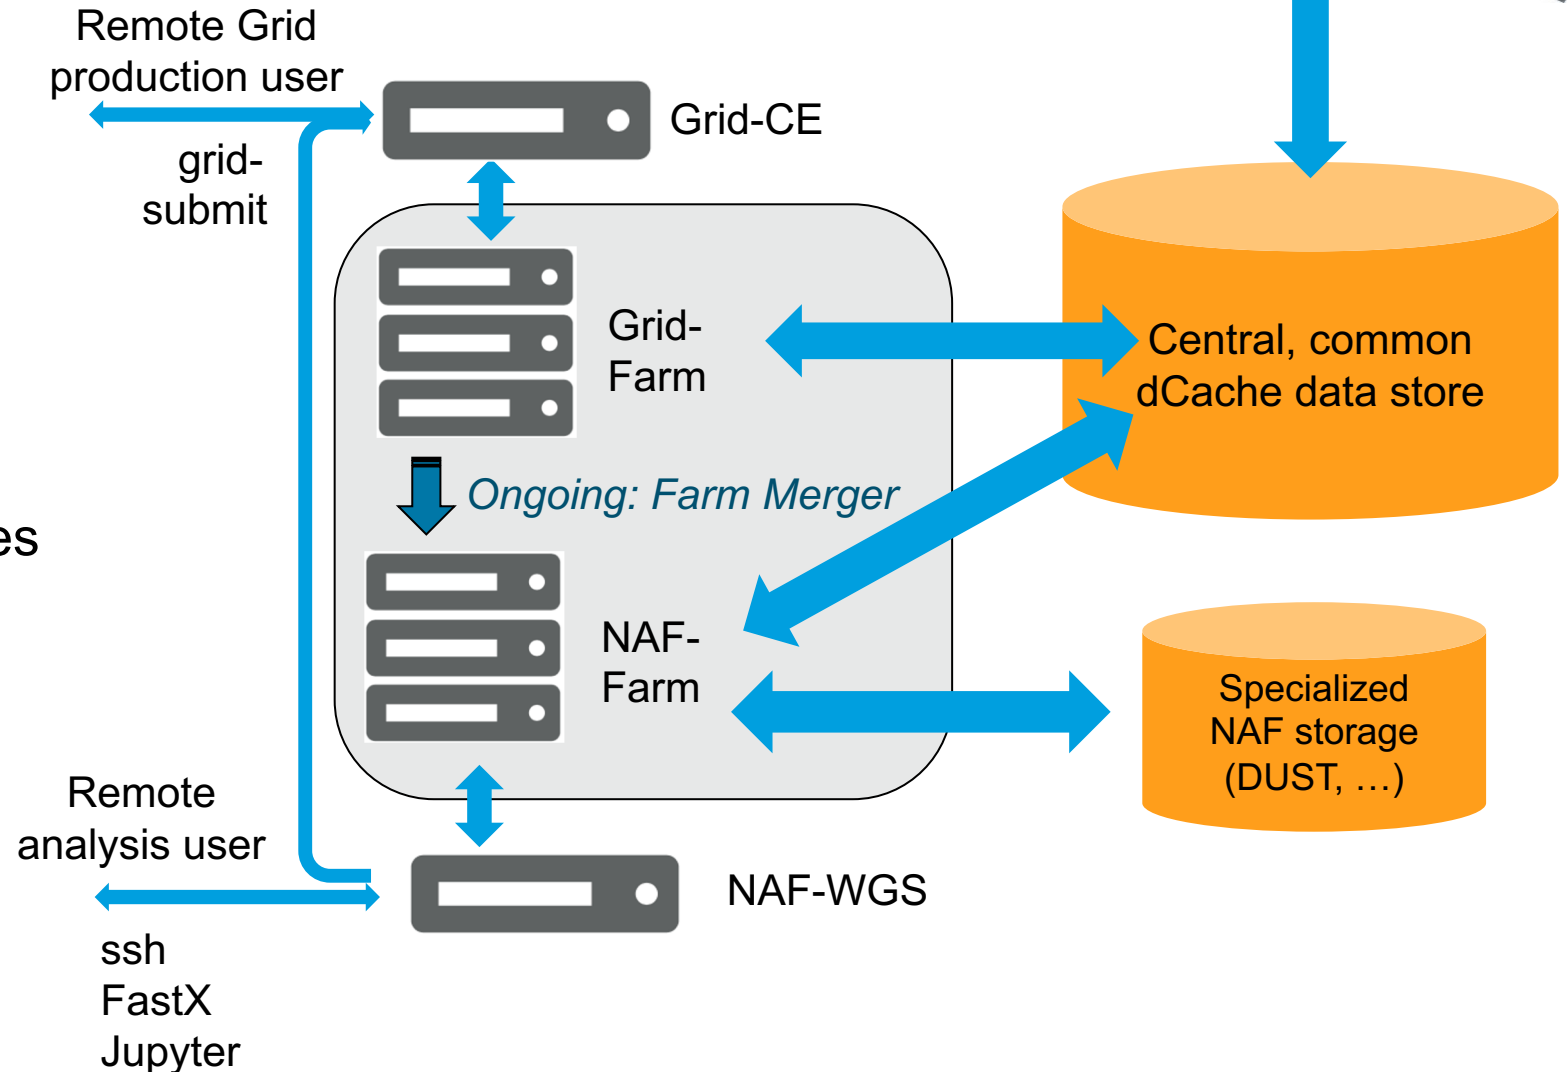 Remote Grid
production user
Grid-CE
grid-
submit
Grid-
Farm
Central, common
dCache data store
Ongoing: Farm Merger
es
NAF-
Farm
Specialized
NAF storage
(DUST, …)
Remote
analysis user
NAF-WGS
ssh
FastX
Jupyter